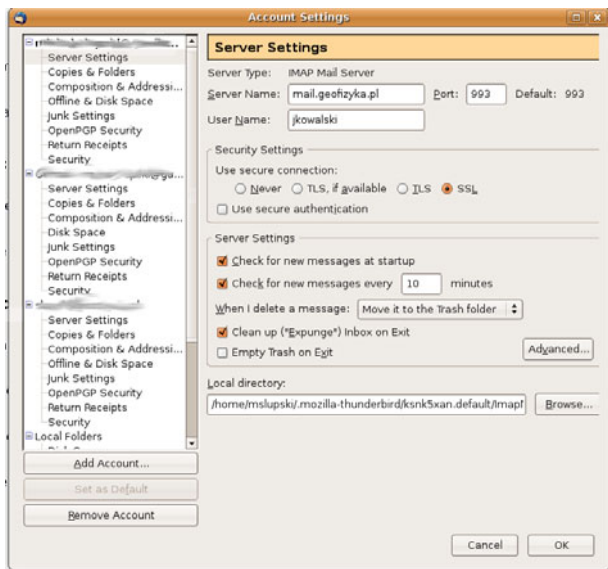 Account Settings
Server Settings
Copies & Folders
Composition & Addressi...
Offline & Disk Space
Junk Settings
OpenPGP Security
Return Receipts
Security
Server Settings
Copies & Folders
Composition & Addressi...
Disk Space
Junk Settings
OpenPGP Security
Return Receipts
Security
Server Settings
Copies & Folders
Composition & Addressi...
Offline & Disk Space
Junk Settings
OpenPGP Security
Return Receipts
Security
Local Folders
Add Account...
Set as Default
Remove Account
Server Settings
Server Type: IMAP Mail Server
Server Name: mail.geofizyka.pl Port: 993 Default: 993
User Name: jkowalski
Security Settings
Use secure connection:
Never TLS, if available TLS SSL
Use secure authentication
Server Settings
Check for new messages at startup
Check for new messages every 10 minutes
When I delete a message: Move it to the Trash folder
Clean up ("Expunge") Inbox on Exit
Empty Trash on Exit
Advanced...
Local directory:
/home/mslupski/.mozilla-thunderbird/ksnk5xan.default/Imapf Browse...
Cancel OK